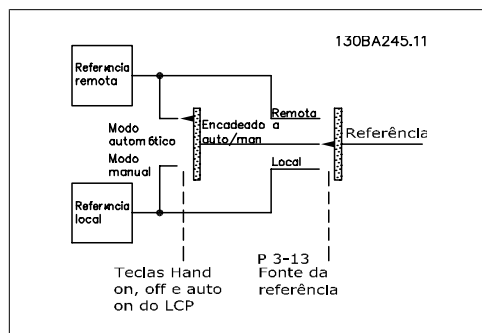 130BA245.11
Referência
remota
Remota
Modo
automático
Encadeado a
auto/man
Referência
Modo
manual
Local
Referência
local
Teclas Hand
on, off e auto
on do LCP
P 3-13
Fonte da
referência